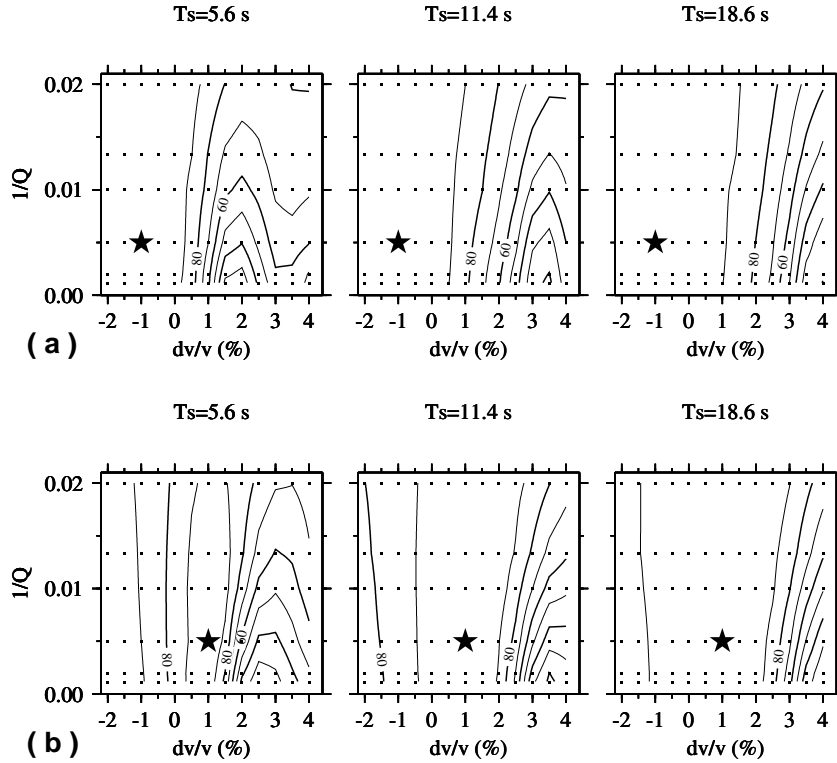 Ts=5.6 s Ts=11.4 s Ts=18.6 s
0.02
0.01
0.00
1/Q
80 60 80 60 80 60
-2 -1 0 1 2 3 4 -2 -1 0 1 2 3 4 -2 -1 0 1 2 3 4
dv/v (%) dv/v (%) dv/v (%)
( a )
Ts=5.6 s Ts=11.4 s Ts=18.6 s
0.02
0.01
0.00
1/Q
80 80 60 80 80 80
-2 -1 0 1 2 3 4 -2 -1 0 1 2 3 4 -2 -1 0 1 2 3 4
dv/v (%) dv/v (%) dv/v (%)
( b )